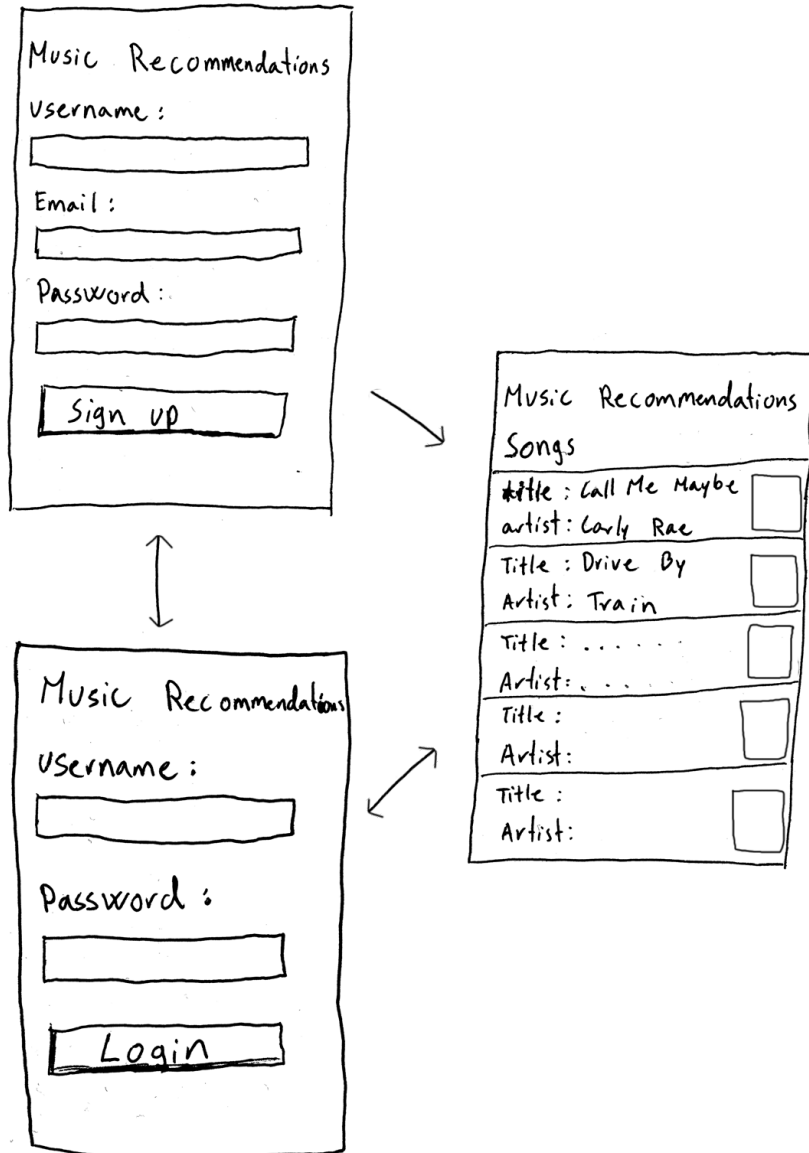 Music Recommendations
Username :
Email :
Password :
Sign up
Music Recommendations
Songs
title : Call Me Maybe
artist : Carly Rae
Title : Drive By
Artist : Train
Title : . . . . . .
Artist: . . . . .
Title :
Artist:
Title :
Artist:
Music Recommendations
Username :
Password :
Login